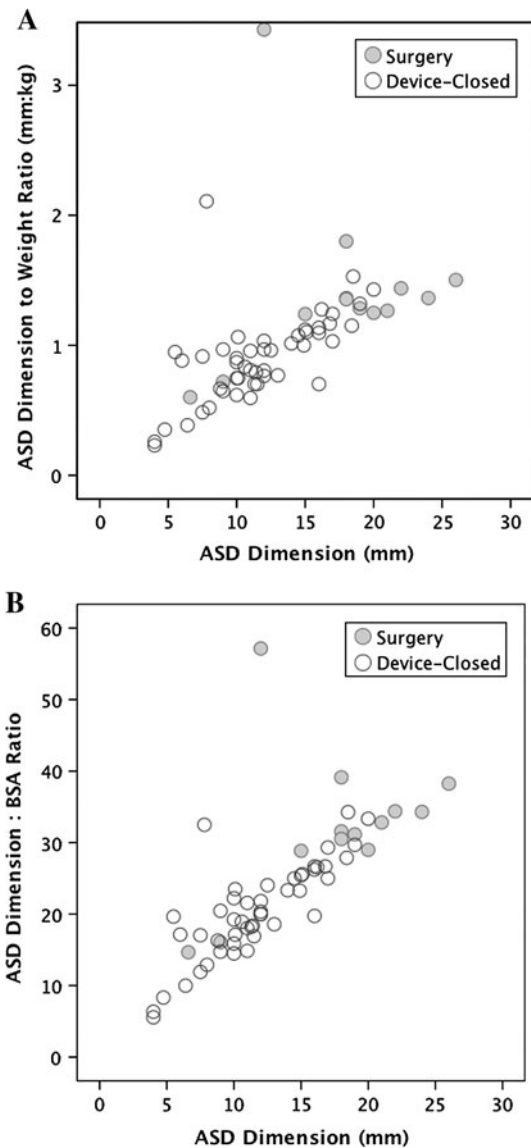 A
Surgery
Device-Closed
ASD Dimension to Weight Ratio (mm:kg)
3
2
1
0
0 5 10 15 20 25 30
ASD Dimension (mm)
B
Surgery
Device-Closed
ASD Dimension : BSA Ratio
60
50
40
30
20
10
0
0 5 10 15 20 25 30
ASD Dimension (mm)